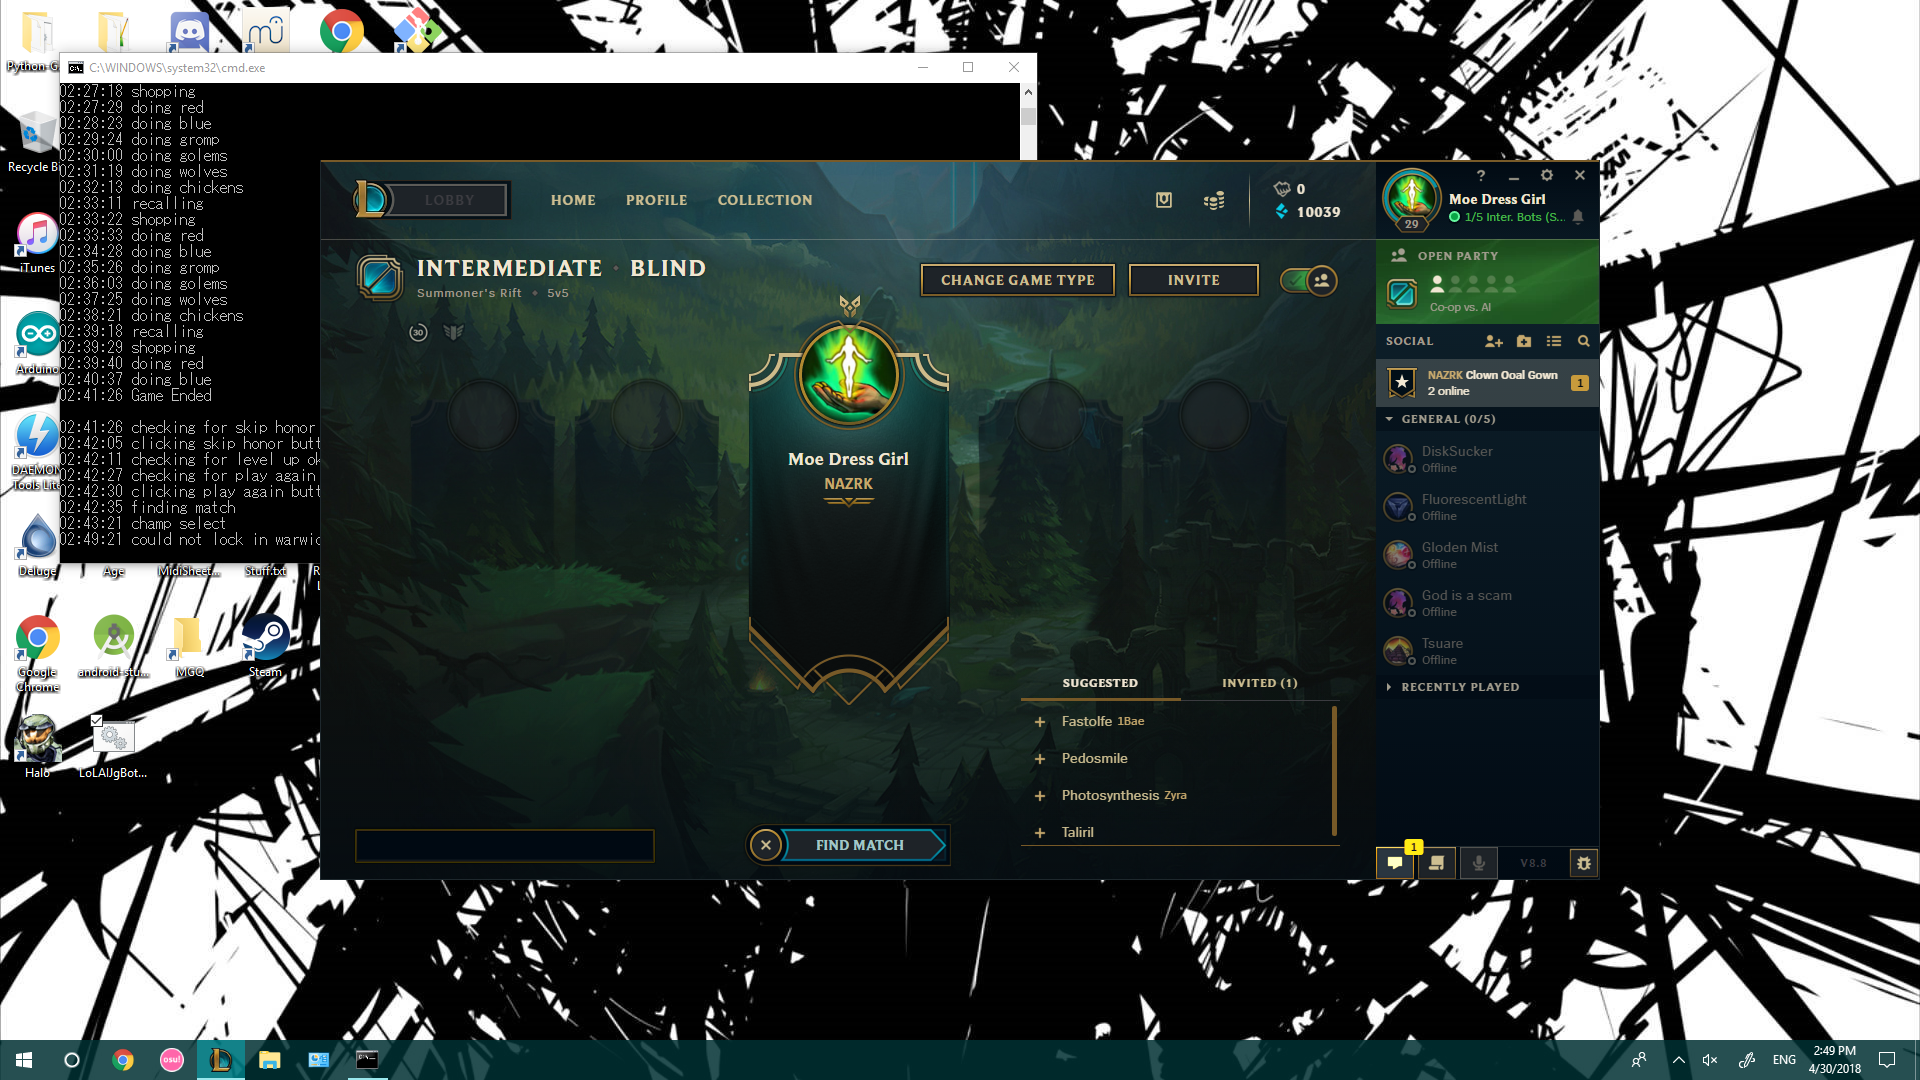 Python-G
C:\WINDOWS\system32\cmd.exe
02:27:18 shopping
02:27:29 doing red
02:28:23 doing blue
02:29:24 doing gromp
02:30:00 doing golems
02:31:19 doing wolves
02:32:13 doing chickens
02:33:11 recalling
02:33:22 shopping
02:33:33 doing red
02:34:28 doing blue
02:35:26 doing gromp
02:36:03 doing golems
02:37:25 doing wolves
02:38:21 doing chickens
02:39:18 recalling
02:39:29 shopping
02:39:40 doing red
02:40:37 doing blue
02:41:26 Game Ended
02:41:26 checking for skip honor
02:42:05 clicking skip honor butt
02:42:11 checking for level up ok
02:42:27 checking for play again
02:42:30 clicking play again butt
02:42:35 finding match
02:43:21 champ select
02:49:21 could not lock in warwic
Recycle Bi
iTunes
Arduino
DAEMON
Tools Lite
Deluge
Age
MidiSheet...
Stuff.txt
Google
Chrome
android-stu...
MGQ
Steam
Halo
LoLAIJgBot...
LOBBY
HOME
PROFILE
COLLECTION
0
10039
INTERMEDIATE · BLIND
Summoner's Rift • 5v5
30
CHANGE GAME TYPE
INVITE
Moe Dress Girl
NAZRK
SUGGESTED
INVITED (1)
+ Fastolfe 1Bae
+ Pedosmile
+ Photosynthesis Zyra
+ Taliril
FIND MATCH
?
29
Moe Dress Girl
1/5 Inter. Bots (S...
OPEN PARTY
Co-op vs. AI
SOCIAL
NAZRK Clown Ooal Gown
2 online
1
GENERAL (0/5)
DiskSucker
Offline
FluorescentLight
Offline
Gloden Mist
Offline
God is a scam
Offline
Tsuare
Offline
RECENTLY PLAYED
1
V8.8
osu!
C:\_
ENG
2:49 PM
4/30/2018